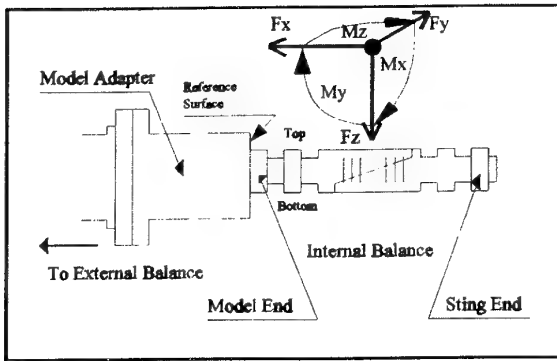 Fx
Mz
Fy
Mx
My
Fz
Model Adapter
Reference
Surface
Top
Bottom
Internal Balance
To External Balance
Model End
Sting End